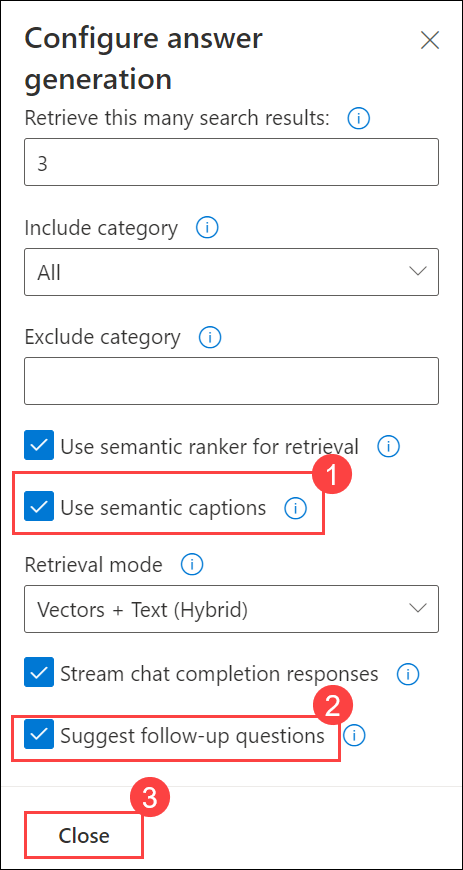 Configure answer
generation
Retrieve this many search results:
3
Include category
All
Exclude category
Use semantic ranker for retrieval
1
Use semantic captions
Retrieval mode
Vectors + Text (Hybrid)
Stream chat completion responses
2
Suggest follow-up questions
3
Close